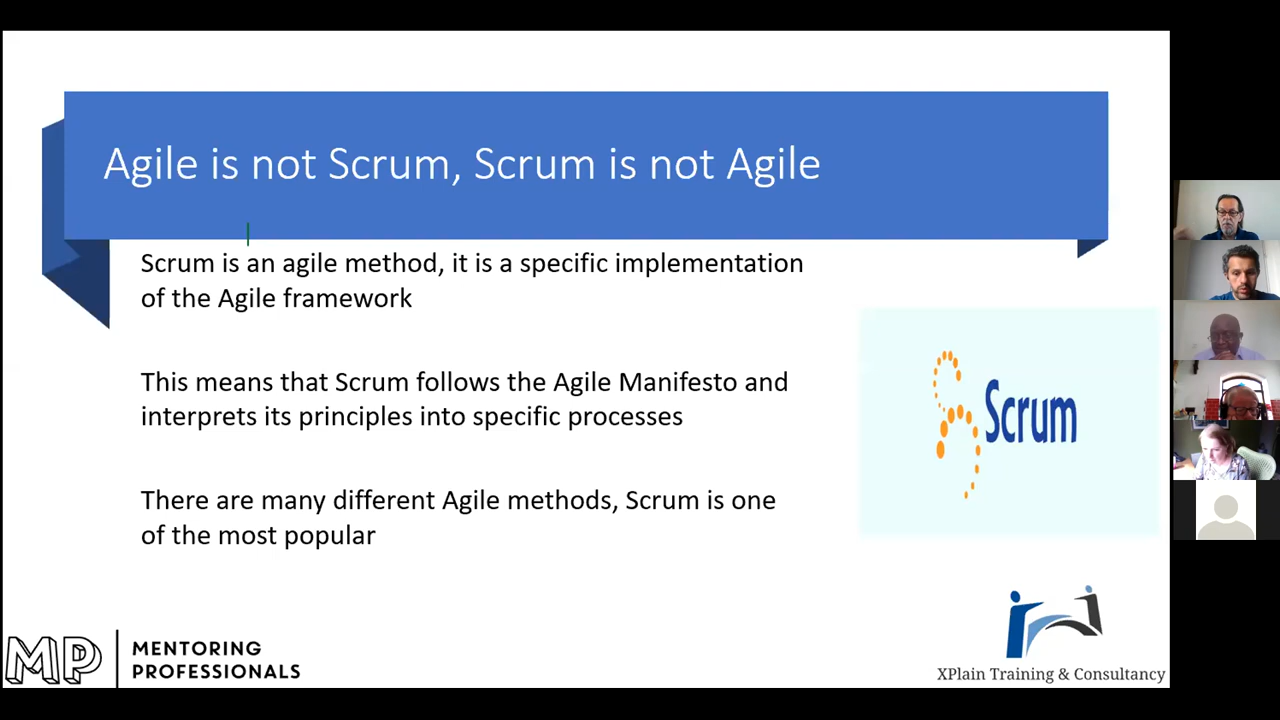 Agile is not Scrum, Scrum is not Agile
Scrum is an agile method, it is a specific implementation
of the Agile framework
This means that Scrum follows the Agile Manifesto and
interprets its principles into specific processes
There are many different Agile methods, Scrum is one
of the most popular
Scrum
MP
MENTORING
PROFESSIONALS
XPlain Training & Consultancy